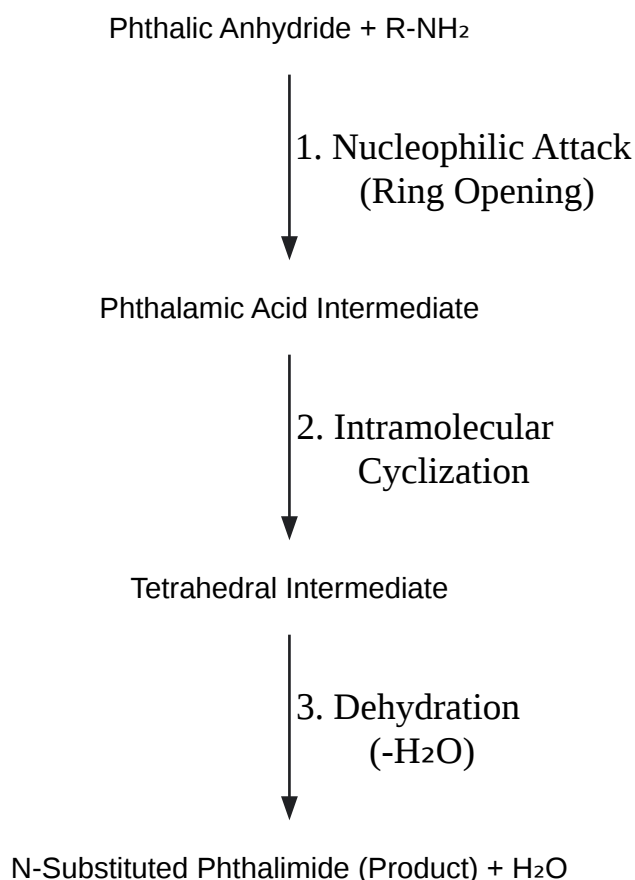 Phthalic Anhydride + R-NH₂
1. Nucleophilic Attack
(Ring Opening)
Phthalamic Acid Intermediate
2. Intramolecular
Cyclization
Tetrahedral Intermediate
3. Dehydration
(-H₂O)
N-Substituted Phthalimide (Product) + H₂O